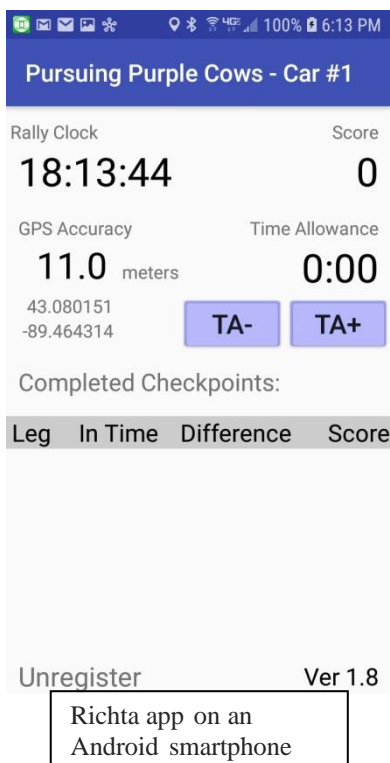 100% 6:13 PM
Pursuing Purple Cows - Car #1
Rally Clock Score
18:13:44 0
GPS Accuracy Time Allowance
11.0 meters 0:00
43.080151
-89.464314
TA- TA+
Completed Checkpoints:
Leg In Time Difference Score
Unregister Ver 1.8
Richta app on an
Android smartphone